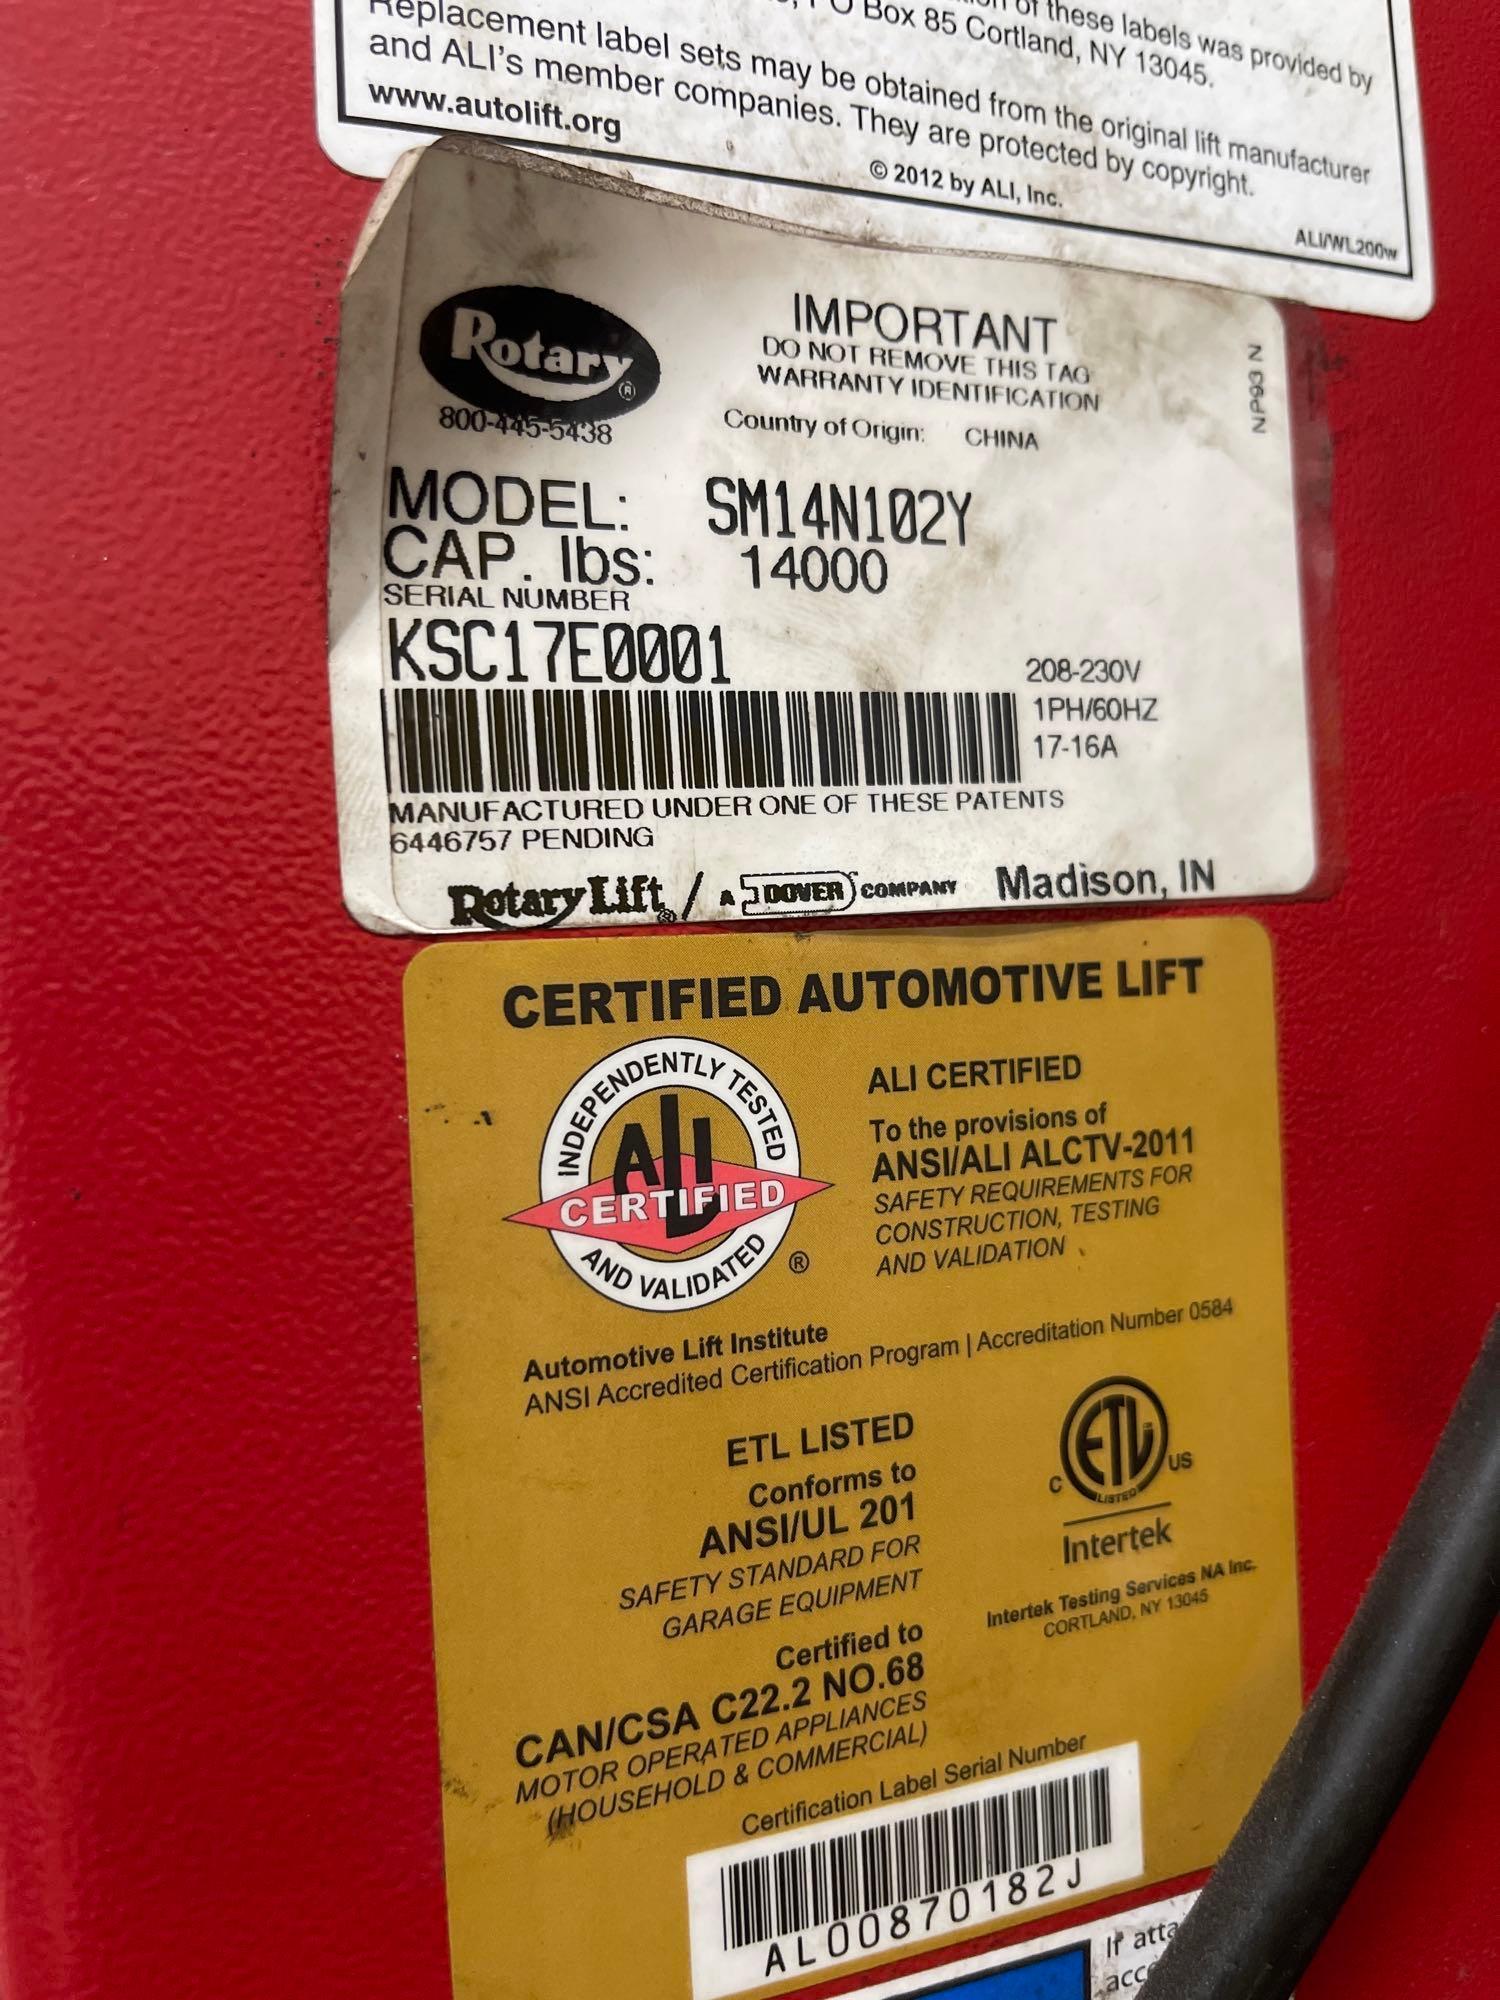 of these labels was provided by
PO Box 85 Cortland, NY 13045.
Replacement label sets may be obtained from the original lift manufacturer
and ALI's member companies. They are protected by copyright.
www.autolift.org
© 2012 by ALI, Inc.
ALI/WL200w
Rotary ®
800-445-5438
IMPORTANT
DO NOT REMOVE THIS TAG
WARRANTY IDENTIFICATION
Country of Origin: CHINA
NP93 N
MODEL: SM14N102Y
CAP. lbs: 14000
SERIAL NUMBER
KSC17E0001
208-230V
1PH/60HZ
17-16A
MANUFACTURED UNDER ONE OF THESE PATENTS
6446757 PENDING
Rotary Lift ® / A DOVER COMPANY Madison, IN
CERTIFIED AUTOMOTIVE LIFT
INDEPENDENTLY TESTED
ALI
CERTIFIED
AND VALIDATED ®
ALI CERTIFIED
To the provisions of
ANSI/ALI ALCTV-2011
SAFETY REQUIREMENTS FOR
CONSTRUCTION, TESTING
AND VALIDATION
Automotive Lift Institute
ANSI Accredited Certification Program | Accreditation Number 0584
ETL LISTED
Conforms to
ANSI/UL 201
SAFETY STANDARD FOR
GARAGE EQUIPMENT
Certified to
CAN/CSA C22.2 NO.68
MOTOR OPERATED APPLIANCES
(HOUSEHOLD & COMMERCIAL)
C ETL US
LISTED
Intertek
Intertek Testing Services NA Inc.
CORTLAND, NY 13045
Certification Label Serial Number
AL00870182J
If